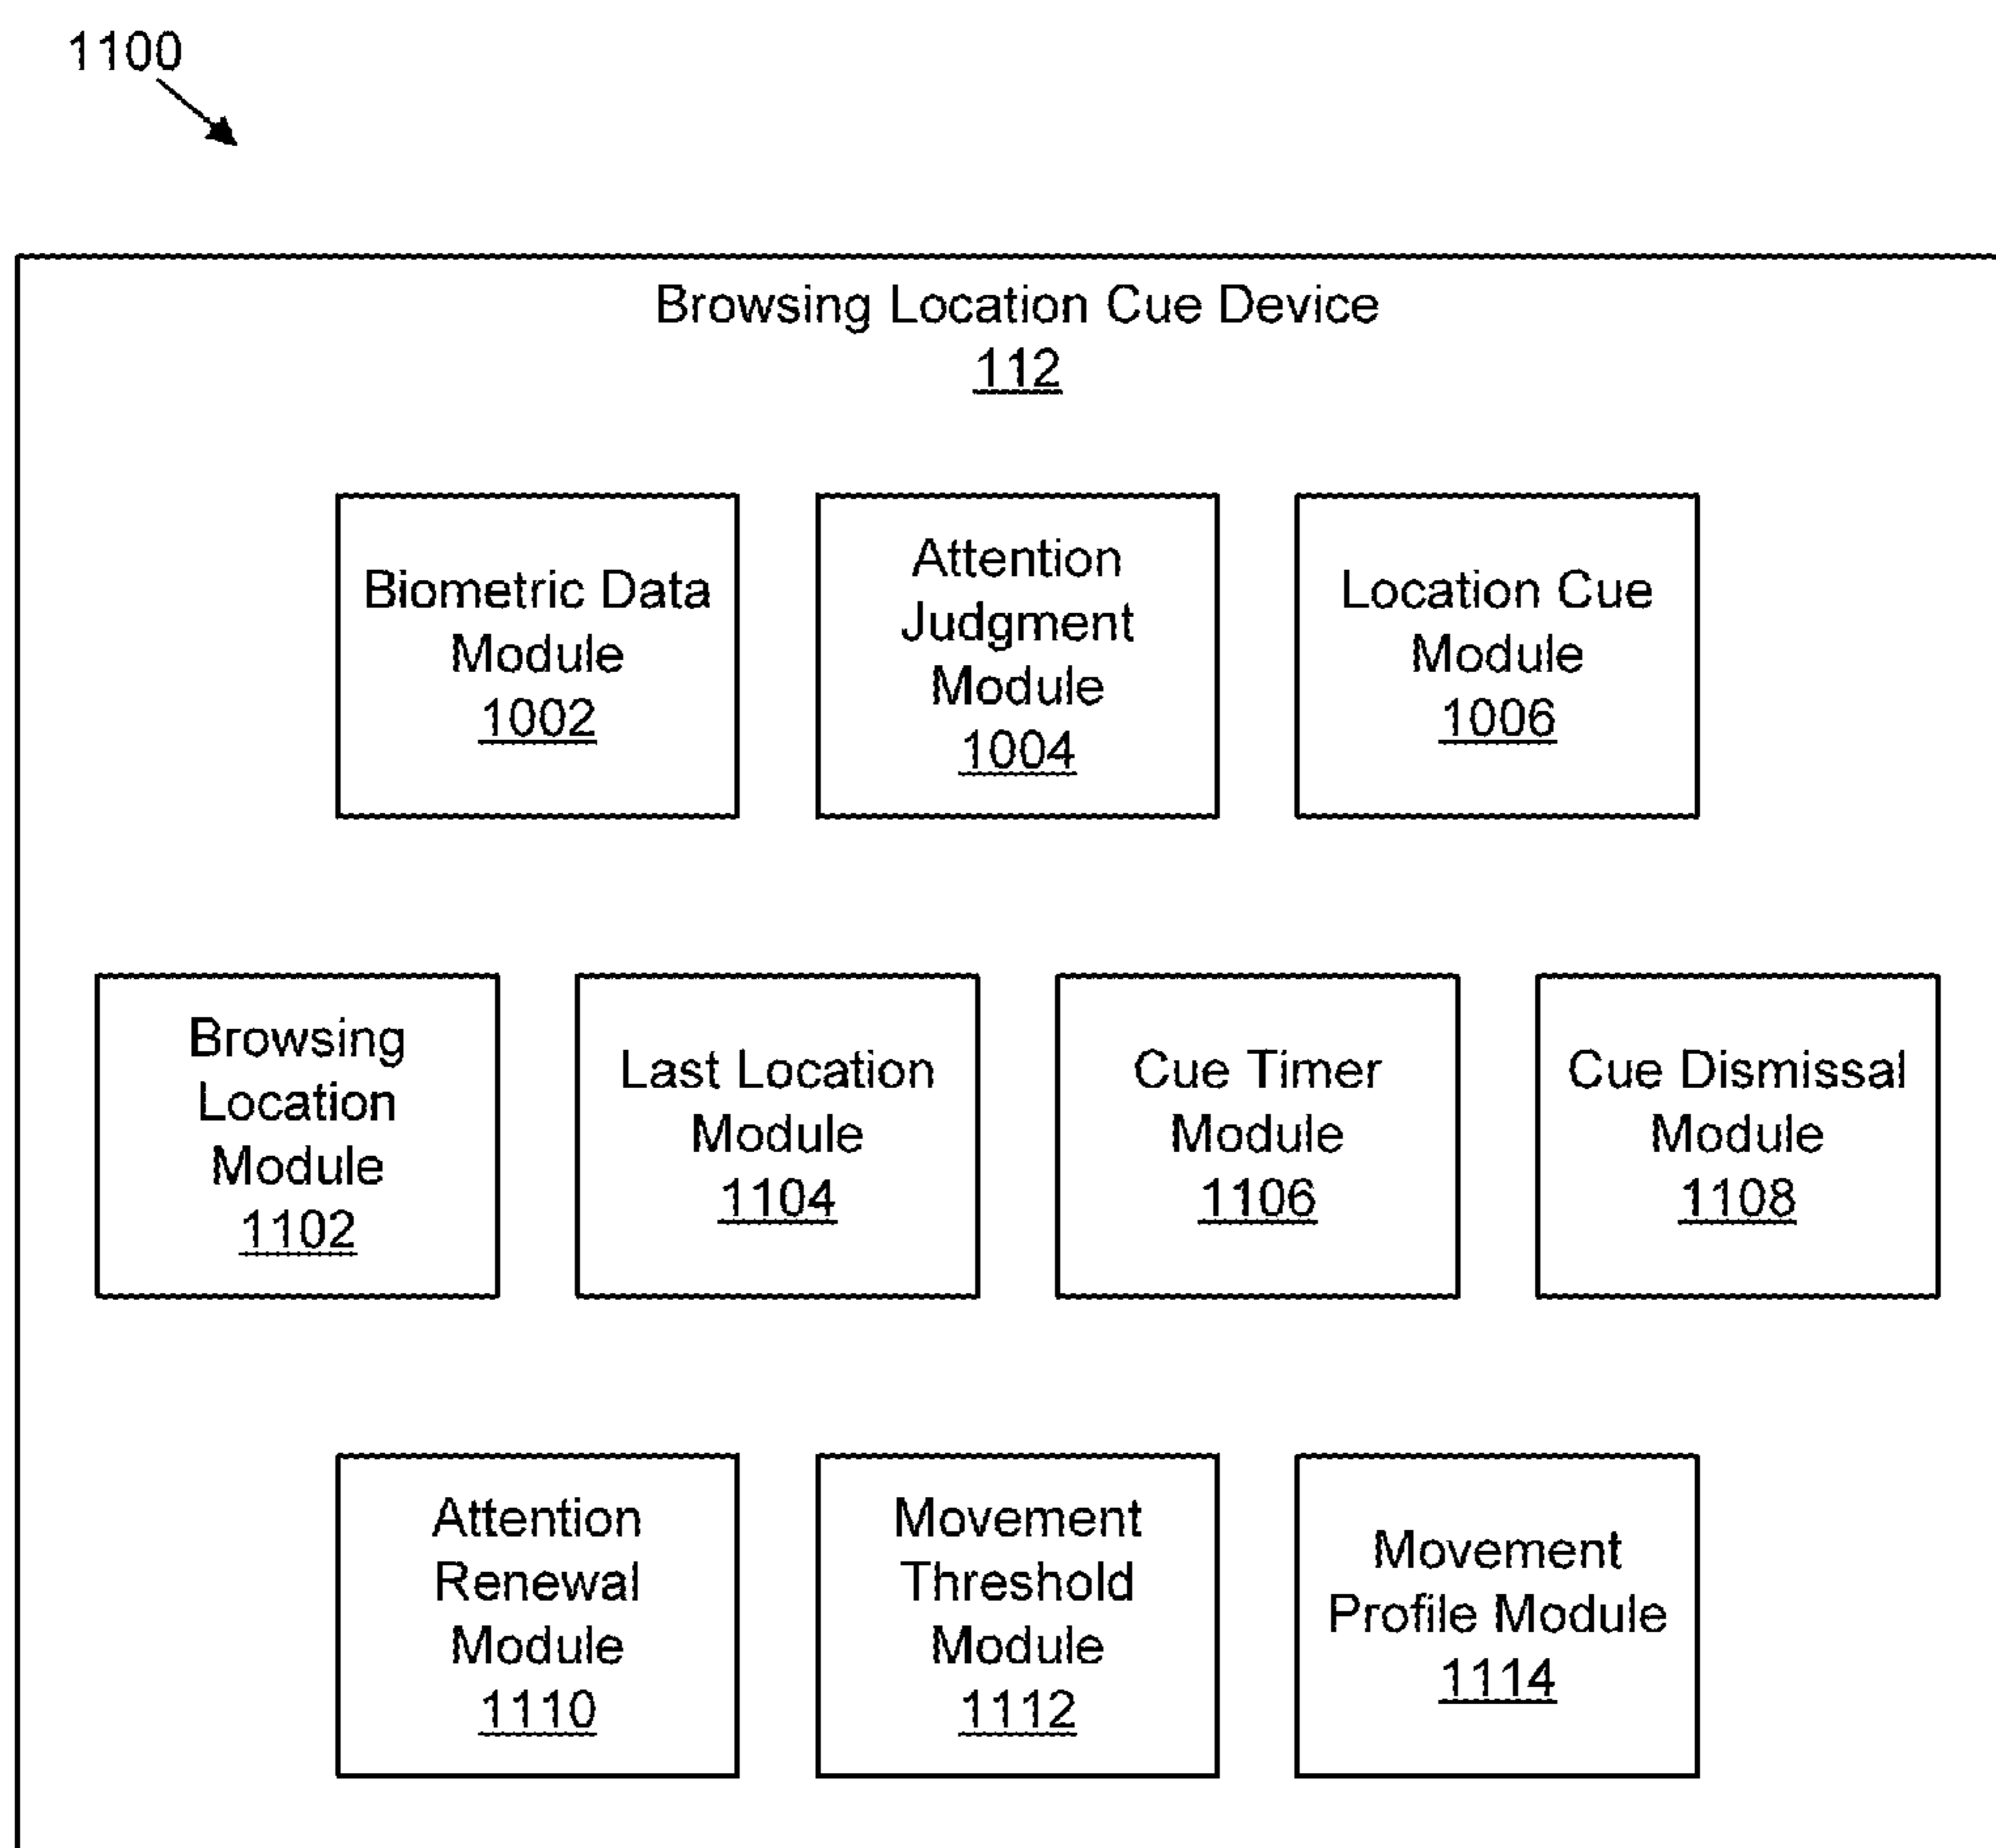 1100
Browsing Location Cue Device
112
Biometric Data
Module
1002
Attention
Judgment
Module
1004
Location Cue
Module
1006
Browsing
Location
Module
1102
Last Location
Module
1104
Cue Timer
Module
1106
Cue Dismissal
Module
1108
Attention
Renewal
Module
1110
Movement
Threshold
Module
1112
Movement
Profile Module
1114